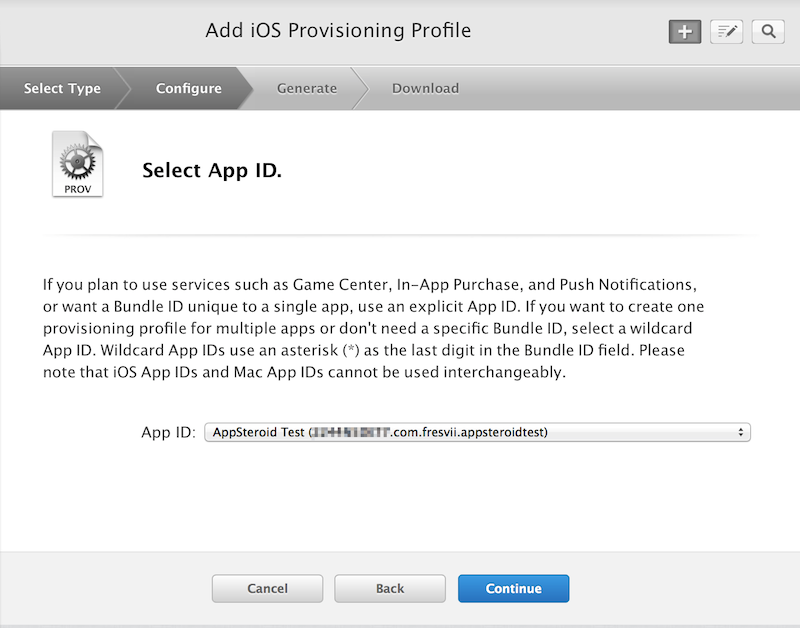 Add iOS Provisioning Profile
Select Type
Configure
Generate
Download
PROV
Select App ID.
If you plan to use services such as Game Center, In-App Purchase, and Push Notifications,
or want a Bundle ID unique to a single app, use an explicit App ID. If you want to create one
provisioning profile for multiple apps or don't need a specific Bundle ID, select a wildcard
App ID. Wildcard App IDs use an asterisk (*) as the last digit in the Bundle ID field. Please
note that iOS App IDs and Mac App IDs cannot be used interchangeably.
App ID: AppSteroid Test ( .com.fresvii.appsteroidtest)
Cancel
Back
Continue